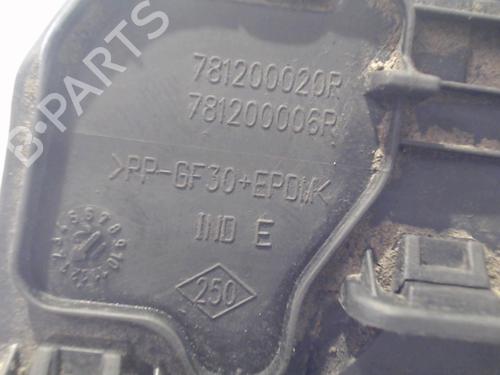 B-PARTS
781200020R
781200006R
>PP-GF30+EPDM<
IND E
250